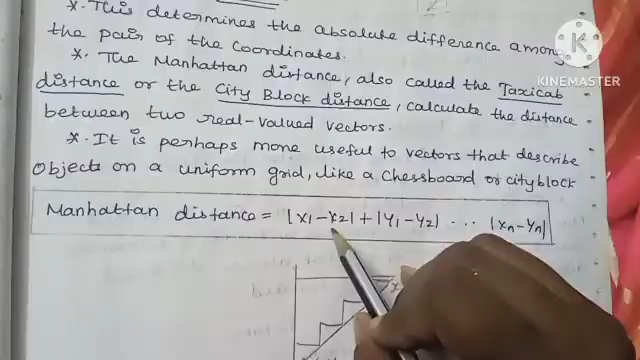 *. This determines the absolute difference among
the pair of the coordinates.
*. The Manhattan distance, also called the Taxicab
distance or the City Block distance, calculate the distance
between two real-valued vectors.
*. It is perhaps more useful to vectors that describe
Objects on a uniform grid, like a chessboard or city block
Manhattan distance = |x1 - x2| + |y1 - y2| ... |xn - yn|
KINEMASTER